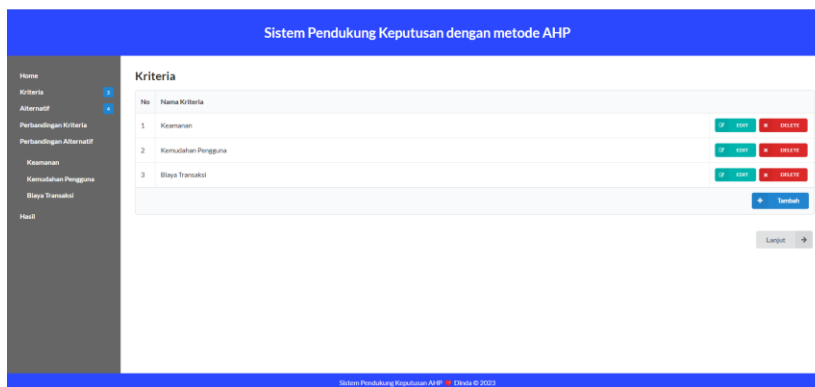 Sistem Pendukung Keputusan dengan metode AHP
Home
Kriteria 3
Alternatif 4
Perbandingan Kriteria
Perbandingan Alternatif
Keamanan
Kemudahan Pengguna
Biaya Transaksi
Hasil
Kriteria
No Nama Kriteria
1 Keamanan EDIT DELETE
2 Kemudahan Pengguna EDIT DELETE
3 Biaya Transaksi EDIT DELETE
Tambah
Lanjut
Sistem Pendukung Keputusan AHP Dinda © 2023